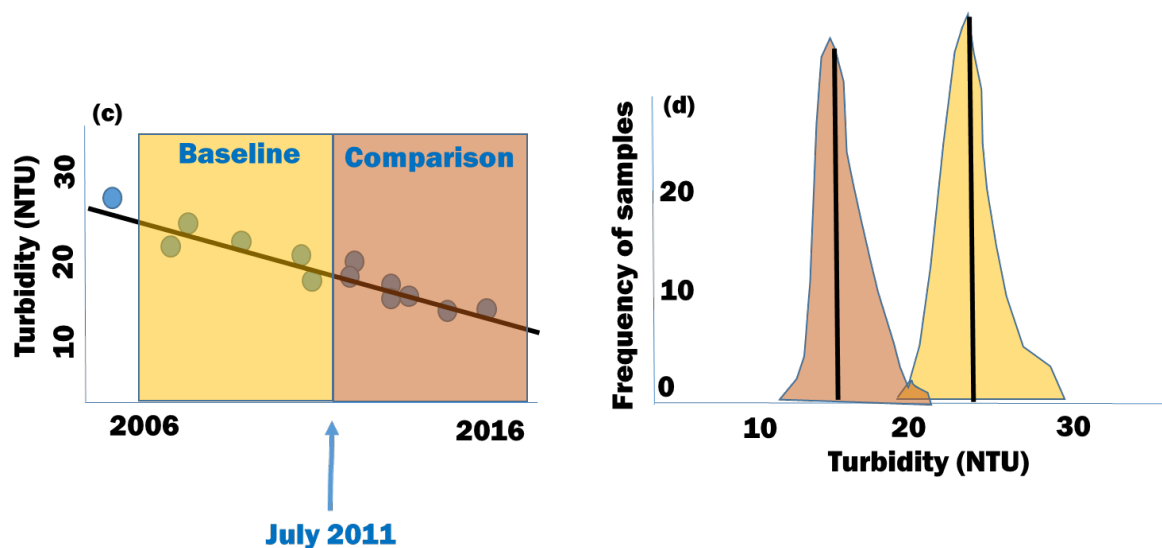 (c)
Baseline
Comparison
Turbidity (NTU)
30
20
10
2006
2016
July 2011
(d)
Frequency of samples
20
10
0
10
20
30
Turbidity (NTU)